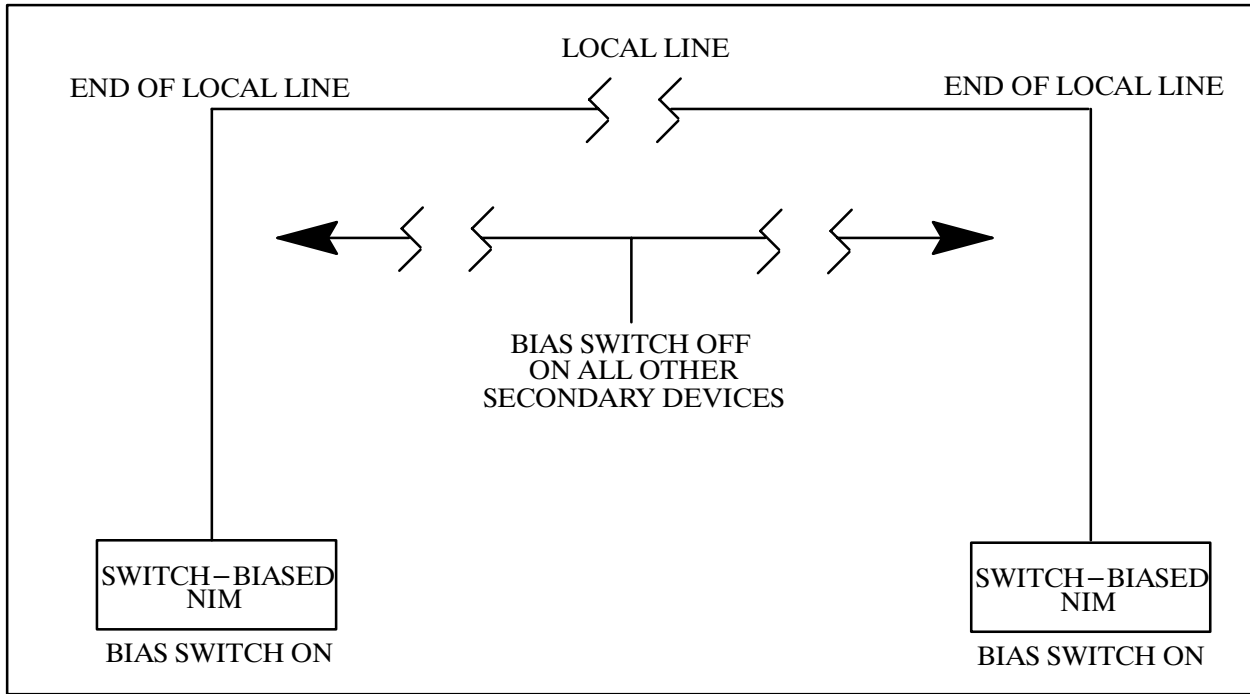 LOCAL LINE
END OF LOCAL LINE
END OF LOCAL LINE
BIAS SWITCH OFF
ON ALL OTHER
SECONDARY DEVICES
SWITCH−BIASED
NIM
BIAS SWITCH ON
SWITCH−BIASED
NIM
BIAS SWITCH ON